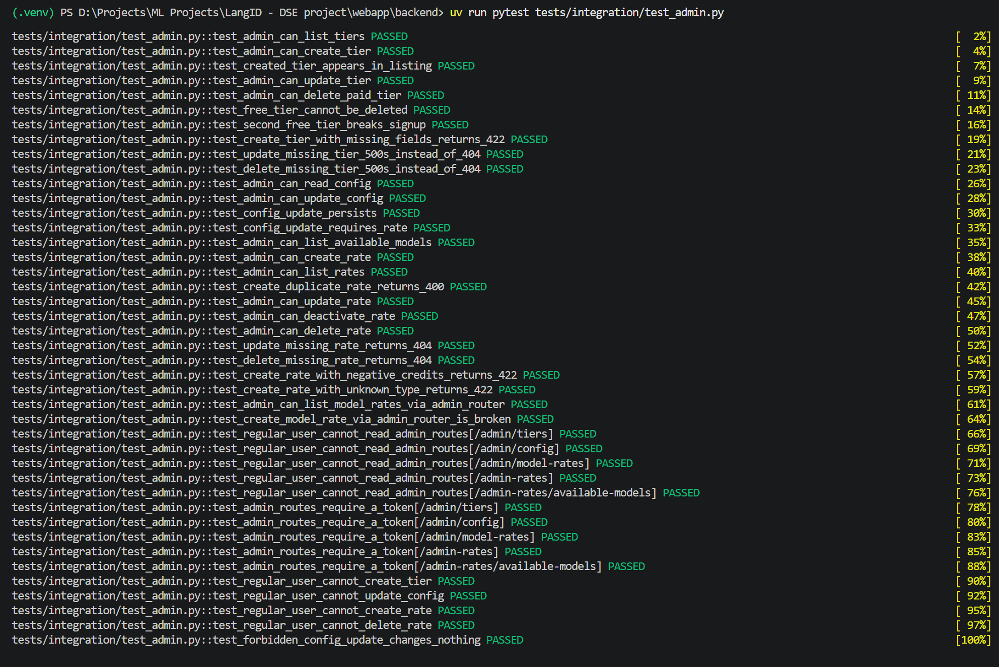 (.venv) PS D:\Projects\ML Projects\LangID - DSE project\webapp\backend> uv run pytest tests/integration/test_admin.py
tests/integration/test_admin.py::test_admin_can_list_tiers PASSED [  2%]
tests/integration/test_admin.py::test_admin_can_create_tier PASSED [  4%]
tests/integration/test_admin.py::test_created_tier_appears_in_listing PASSED [  7%]
tests/integration/test_admin.py::test_admin_can_update_tier PASSED [  9%]
tests/integration/test_admin.py::test_admin_can_delete_paid_tier PASSED [ 11%]
tests/integration/test_admin.py::test_free_tier_cannot_be_deleted PASSED [ 14%]
tests/integration/test_admin.py::test_second_free_tier_breaks_signup PASSED [ 16%]
tests/integration/test_admin.py::test_create_tier_with_missing_fields_returns_422 PASSED [ 19%]
tests/integration/test_admin.py::test_update_missing_tier_500s_instead_of_404 PASSED [ 21%]
tests/integration/test_admin.py::test_delete_missing_tier_500s_instead_of_404 PASSED [ 23%]
tests/integration/test_admin.py::test_admin_can_read_config PASSED [ 26%]
tests/integration/test_admin.py::test_admin_can_update_config PASSED [ 28%]
tests/integration/test_admin.py::test_config_update_persists PASSED [ 30%]
tests/integration/test_admin.py::test_config_update_requires_rate PASSED [ 33%]
tests/integration/test_admin.py::test_admin_can_list_available_models PASSED [ 35%]
tests/integration/test_admin.py::test_admin_can_create_rate PASSED [ 38%]
tests/integration/test_admin.py::test_admin_can_list_rates PASSED [ 40%]
tests/integration/test_admin.py::test_create_duplicate_rate_returns_400 PASSED [ 42%]
tests/integration/test_admin.py::test_admin_can_update_rate PASSED [ 45%]
tests/integration/test_admin.py::test_admin_can_deactivate_rate PASSED [ 47%]
tests/integration/test_admin.py::test_admin_can_delete_rate PASSED [ 50%]
tests/integration/test_admin.py::test_update_missing_rate_returns_404 PASSED [ 52%]
tests/integration/test_admin.py::test_delete_missing_rate_returns_404 PASSED [ 54%]
tests/integration/test_admin.py::test_create_rate_with_negative_credits_returns_422 PASSED [ 57%]
tests/integration/test_admin.py::test_create_rate_with_unknown_type_returns_422 PASSED [ 59%]
tests/integration/test_admin.py::test_admin_can_list_model_rates_via_admin_router PASSED [ 61%]
tests/integration/test_admin.py::test_create_model_rate_via_admin_router_is_broken PASSED [ 64%]
tests/integration/test_admin.py::test_regular_user_cannot_read_admin_routes[/admin/tiers] PASSED [ 66%]
tests/integration/test_admin.py::test_regular_user_cannot_read_admin_routes[/admin/config] PASSED [ 69%]
tests/integration/test_admin.py::test_regular_user_cannot_read_admin_routes[/admin/model-rates] PASSED [ 71%]
tests/integration/test_admin.py::test_regular_user_cannot_read_admin_routes[/admin-rates] PASSED [ 73%]
tests/integration/test_admin.py::test_regular_user_cannot_read_admin_routes[/admin-rates/available-models] PASSED [ 76%]
tests/integration/test_admin.py::test_admin_routes_require_a_token[/admin/tiers] PASSED [ 78%]
tests/integration/test_admin.py::test_admin_routes_require_a_token[/admin/config] PASSED [ 80%]
tests/integration/test_admin.py::test_admin_routes_require_a_token[/admin/model-rates] PASSED [ 83%]
tests/integration/test_admin.py::test_admin_routes_require_a_token[/admin-rates] PASSED [ 85%]
tests/integration/test_admin.py::test_admin_routes_require_a_token[/admin-rates/available-models] PASSED [ 88%]
tests/integration/test_admin.py::test_regular_user_cannot_create_tier PASSED [ 90%]
tests/integration/test_admin.py::test_regular_user_cannot_update_config PASSED [ 92%]
tests/integration/test_admin.py::test_regular_user_cannot_create_rate PASSED [ 95%]
tests/integration/test_admin.py::test_regular_user_cannot_delete_rate PASSED [ 97%]
tests/integration/test_admin.py::test_forbidden_config_update_changes_nothing PASSED [100%]